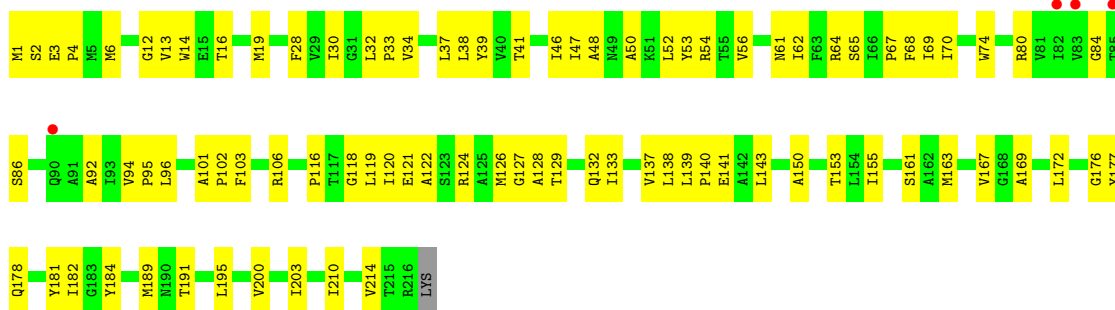 M1 S2 E3 P4 M5 M6 G12 V13 W14 E15 T16 M19 F28 V29 I30 G31 L32 P33 V34 L37 L38 Y39 V40 T41 I46 I47 A48 N49 A50 K51 L52 Y53 R54 T55 V56 N61 I62 F63 R64 S65 I66 P67 F68 I69 I70 W74 R80 V81 I82 V83 G84 T85
S86 Q90 A91 A92 I93 V94 P95 L96 A101 P102 F103 R106 P116 T117 G118 L119 I120 E121 A122 S123 R124 A125 M126 G127 A128 T129 Q132 I133 V137 L138 L139 P140 E141 A142 L143 A150 T153 L154 I155 S161 A162 M163 V167 G168 A169 L172 G176 Y177
Q178 Y181 I182 G183 Y184 M189 N190 T191 L195 V200 I203 I210 V214 T215 R216 LYS